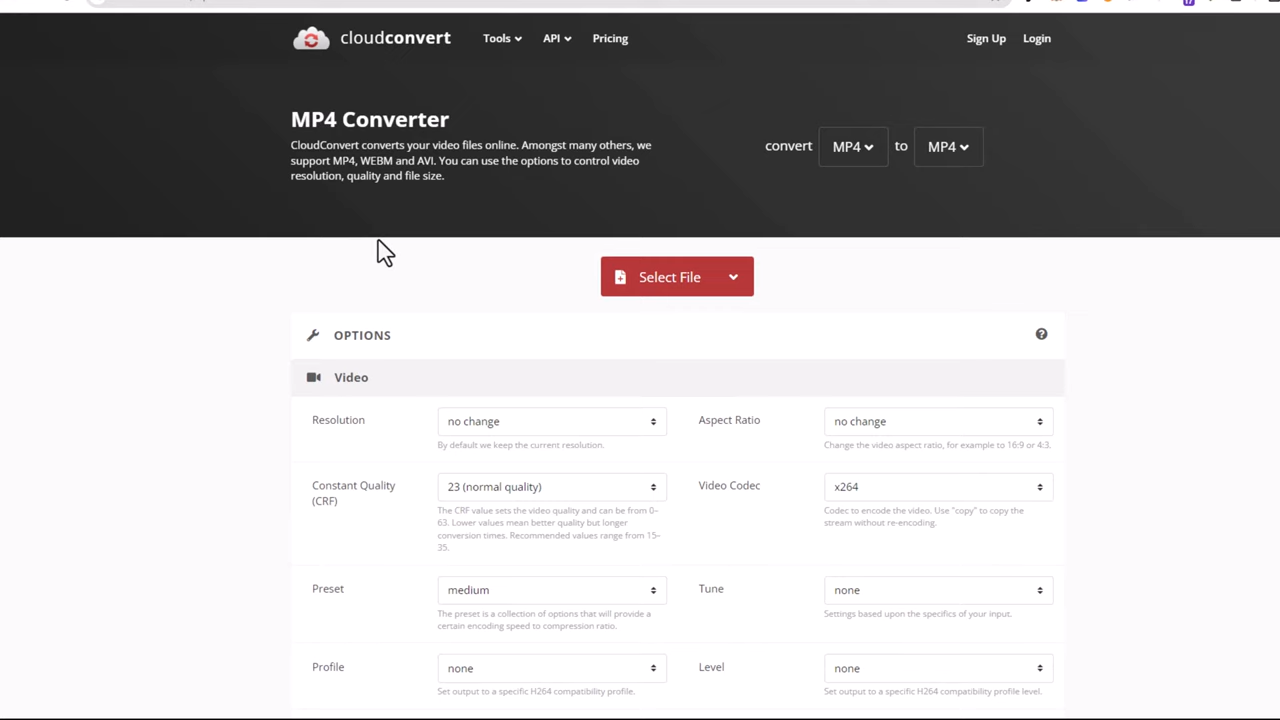 cloudconvert
Tools
API
Pricing
Sign Up
Login
MP4 Converter
CloudConvert converts your video files online. Amongst many others, we
support MP4, WEBM and AVI. You can use the options to control video
resolution, quality and file size.
convert
MP4
to
MP4
Select File
OPTIONS
Video
Resolution
no change
By default we keep the current resolution.
Aspect Ratio
no change
Change the video aspect ratio, for example to 16:9 or 4:3.
Constant Quality
(CRF)
23 (normal quality)
The CRF value sets the video quality and can be from 0–
63. Lower values mean better quality but longer
conversion times. Recommended values range from 15–
35.
Video Codec
x264
Codec to encode the video. Use "copy" to copy the
stream without re-encoding.
Preset
medium
The preset is a collection of options that will provide a
certain encoding speed to compression ratio.
Tune
none
Settings based upon the specifics of your input.
Profile
none
Set output to a specific H264 compatibility profile.
Level
none
Set output to a specific H264 compatibility profile level.